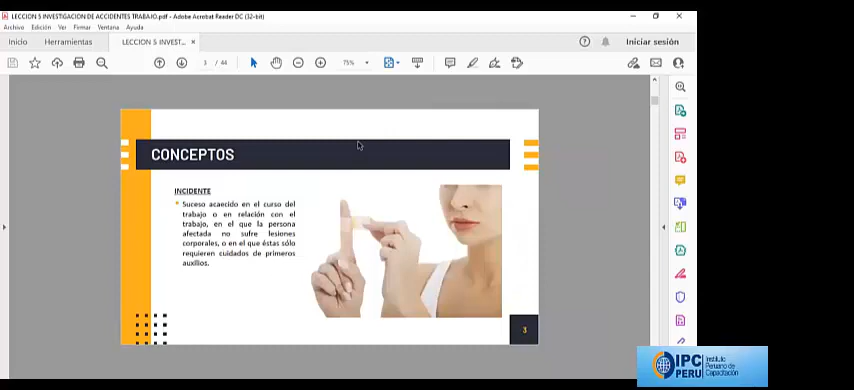 LECCION 5 INVESTIGACION DE ACCIDENTES TRABAJO.pdf - Adobe Acrobat Reader DC (32-bit)
Archivo Edición Ver Firmar Ventana Ayuda
Inicio Herramientas LECCION 5 INVEST... × Iniciar sesión
3 / 44 75%
CONCEPTOS
INCIDENTE
Suceso acaecido en el curso del
trabajo o en relación con el
trabajo, en el que la persona
afectada no sufre lesiones
corporales, o en el que éstas sólo
requieren cuidados de primeros
auxilios.
3
IPC
PERU
Instituto
Peruano de
Capacitación